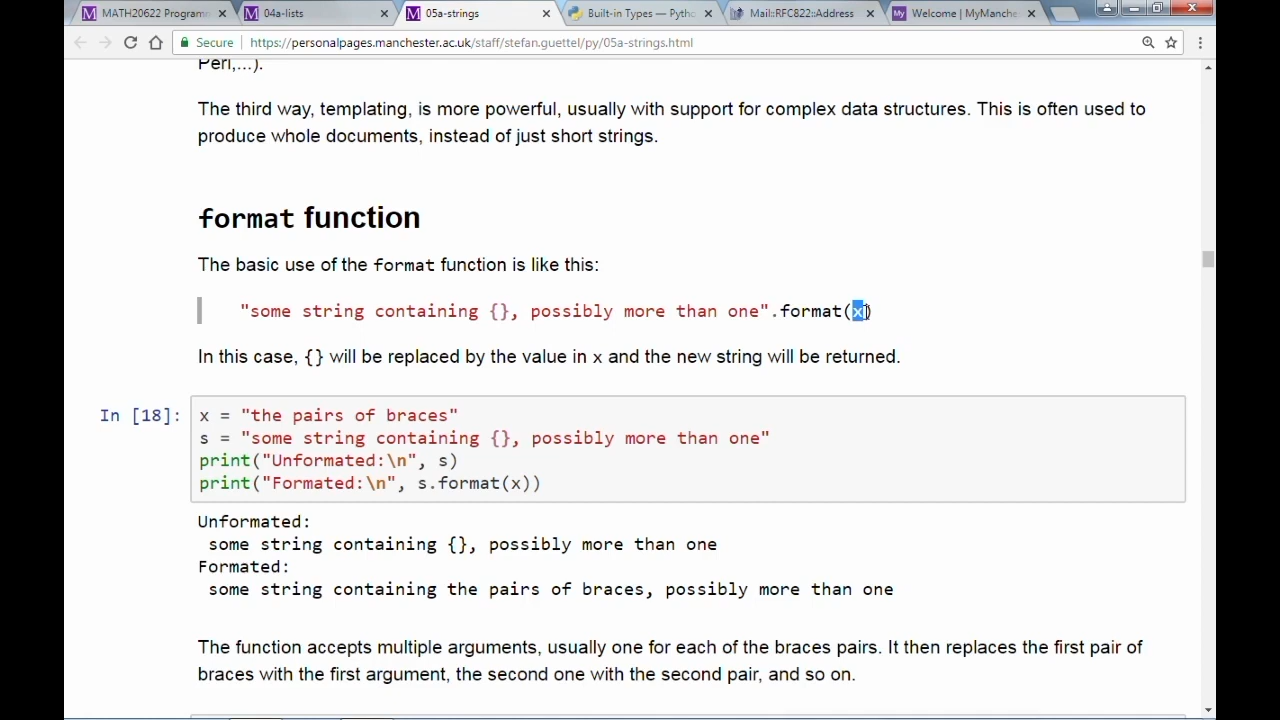 MATH20622 Programm
04a-lists
05a-strings
Built-in Types — Pytho
Mail::RFC822::Address
Welcome | MyManche
Secure
https://personalpages.manchester.ac.uk/staff/stefan.guettel/py/05a-strings.html
Perl,...).
The third way, templating, is more powerful, usually with support for complex data structures. This is often used to
produce whole documents, instead of just short strings.
format function
The basic use of the format function is like this:
"some string containing {}, possibly more than one".format(x)
In this case, {} will be replaced by the value in x and the new string will be returned.
In [18]:
x = "the pairs of braces"
s = "some string containing {}, possibly more than one"
print("Unformated:\n", s)
print("Formated:\n", s.format(x))
Unformated:
some string containing {}, possibly more than one
Formated:
some string containing the pairs of braces, possibly more than one
The function accepts multiple arguments, usually one for each of the braces pairs. It then replaces the first pair of
braces with the first argument, the second one with the second pair, and so on.